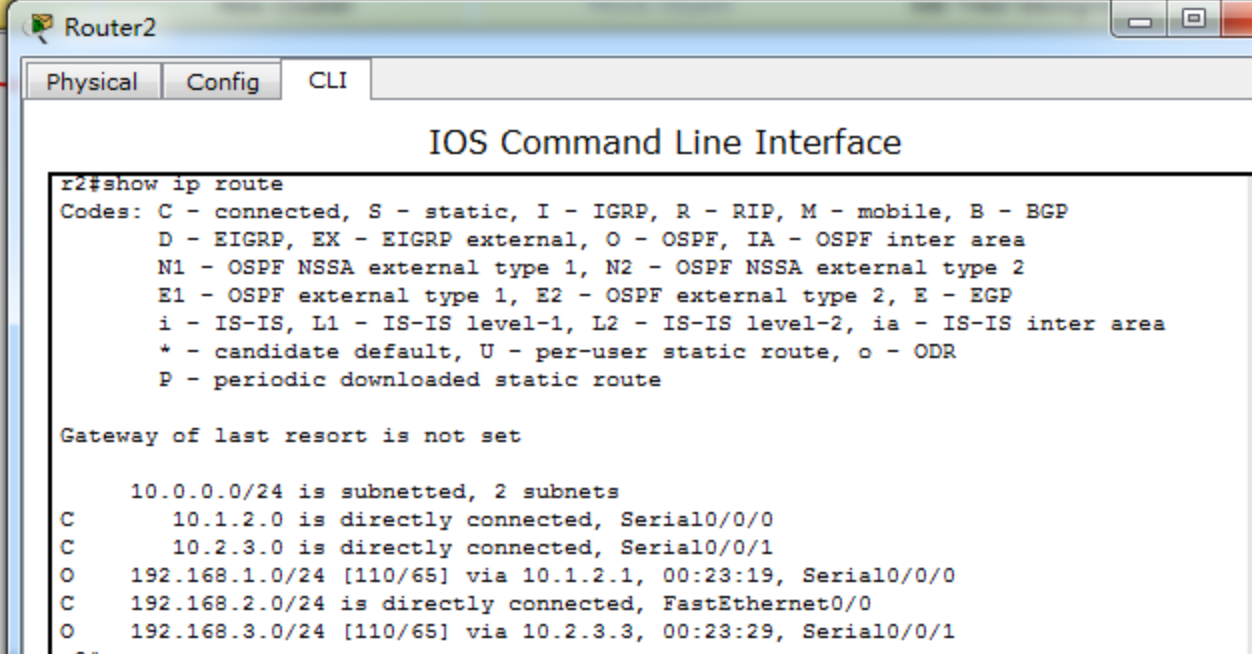 Router2
Physical Config CLI
IOS Command Line Interface
r2#show ip route
Codes: C - connected, S - static, I - IGRP, R - RIP, M - mobile, B - BGP
       D - EIGRP, EX - EIGRP external, O - OSPF, IA - OSPF inter area
       N1 - OSPF NSSA external type 1, N2 - OSPF NSSA external type 2
       E1 - OSPF external type 1, E2 - OSPF external type 2, E - EGP
       i - IS-IS, L1 - IS-IS level-1, L2 - IS-IS level-2, ia - IS-IS inter area
       * - candidate default, U - per-user static route, o - ODR
       P - periodic downloaded static route
Gateway of last resort is not set
     10.0.0.0/24 is subnetted, 2 subnets
C       10.1.2.0 is directly connected, Serial0/0/0
C       10.2.3.0 is directly connected, Serial0/0/1
O    192.168.1.0/24 [110/65] via 10.1.2.1, 00:23:19, Serial0/0/0
C    192.168.2.0/24 is directly connected, FastEthernet0/0
O    192.168.3.0/24 [110/65] via 10.2.3.3, 00:23:29, Serial0/0/1